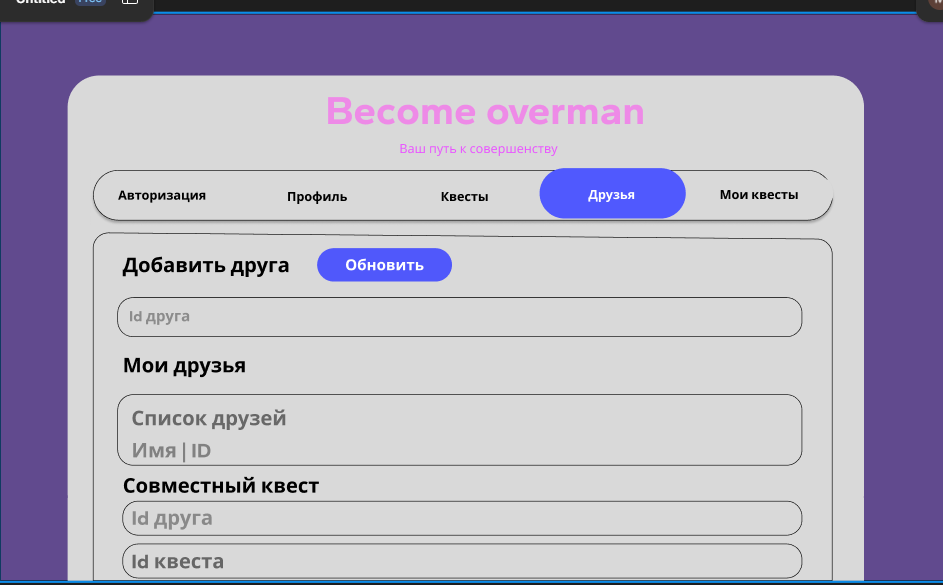 Untitled Free
Become overman
Ваш путь к совершенству
Авторизация Профиль Квесты Друзья Мои квесты
Добавить друга Обновить
Id друга
Мои друзья
Список друзей
Имя | ID
Совместный квест
Id друга
Id квеста